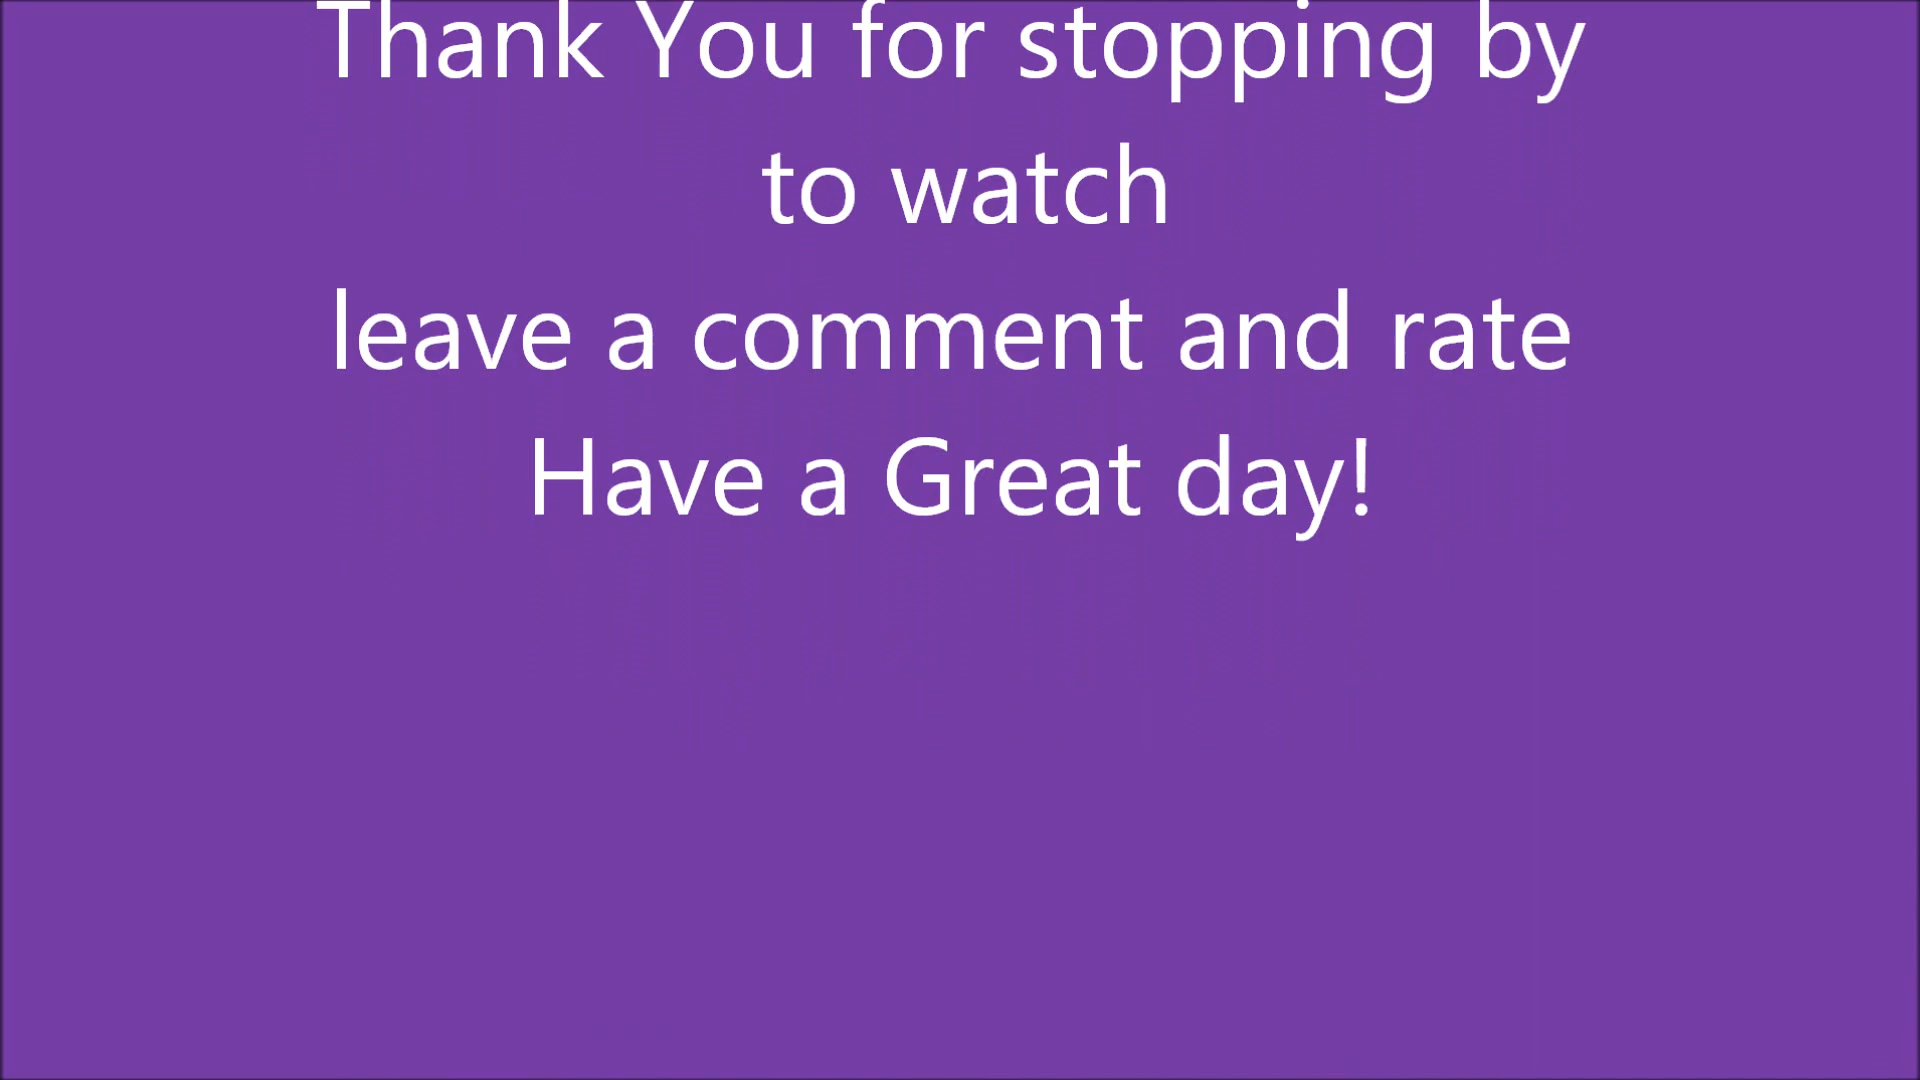 Thank You for stopping by
to watch
leave a comment and rate
Have a Great day!